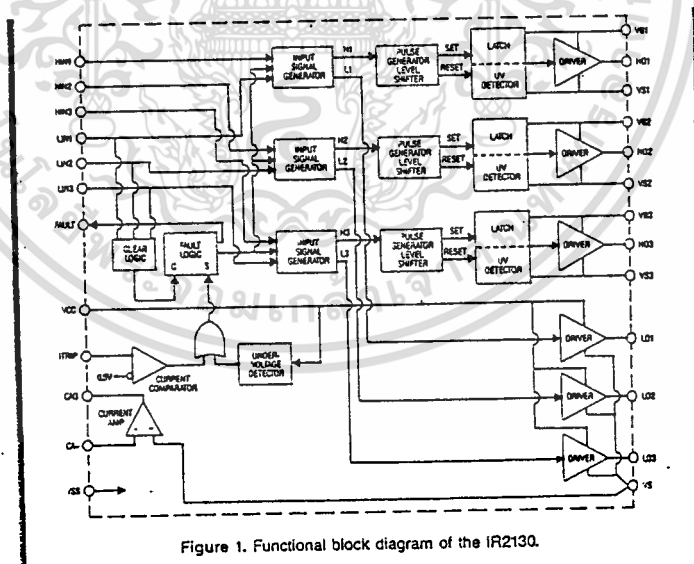 HIN1
HIN2
HIN3
LIN1
LIN2
LIN3
FAULT
VCC
ITRIP
0.5V
CAO
CA-
VSS
INPUT
SIGNAL
GENERATOR
H1
L1
PULSE
GENERATOR
LEVEL
SHIFTER
SET
RESET
LATCH
UV
DETECTOR
DRIVER
VB1
HO1
VS1
INPUT
SIGNAL
GENERATOR
H2
L2
PULSE
GENERATOR
LEVEL
SHIFTER
SET
RESET
LATCH
UV
DETECTOR
DRIVER
VB2
HO2
VS2
INPUT
SIGNAL
GENERATOR
H3
L3
PULSE
GENERATOR
LEVEL
SHIFTER
SET
RESET
LATCH
UV
DETECTOR
DRIVER
VB3
HO3
VS3
CLEAR
LOGIC
FAULT
LOGIC
C S
CURRENT
COMPARATOR
UNDER-
VOLTAGE
DETECTOR
CURRENT
AMP
DRIVER
LO1
DRIVER
LO2
DRIVER
LO3
VS
Figure 1. Functional block diagram of the IR2130.